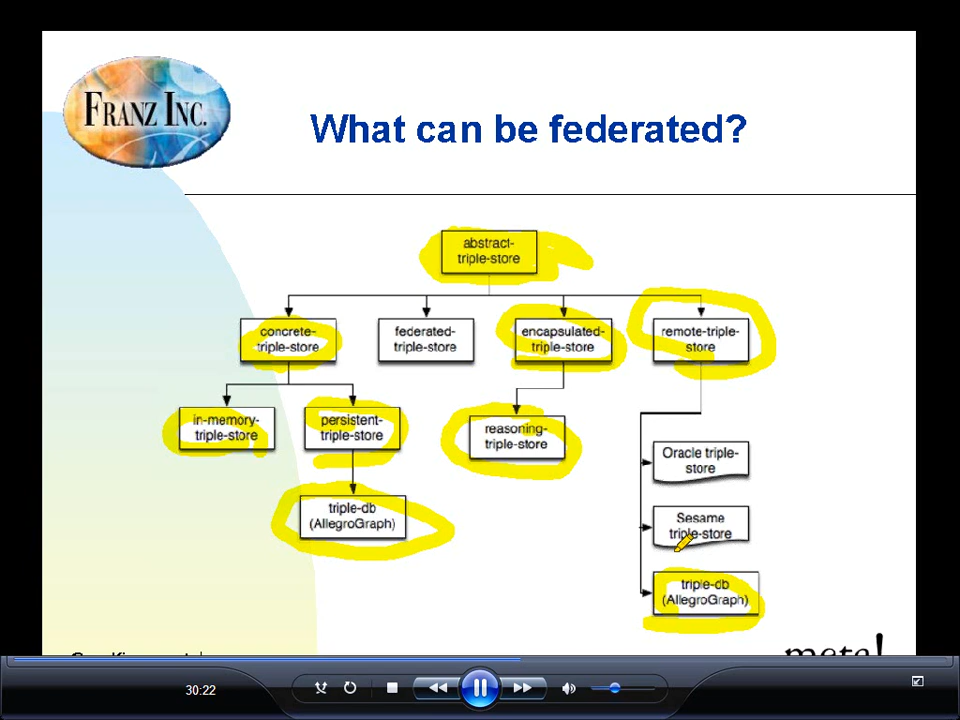 FRANZ INC.
What can be federated?
abstract-
triple-store
concrete-
triple-store
federated-
triple-store
encapsulated-
triple-store
remote-triple-
store
in-memory-
triple-store
persistent-
triple-store
reasoning-
triple-store
Oracle triple-
store
triple-db
(AllegroGraph)
Sesame
triple-store
triple-db
(AllegroGraph)
30:22